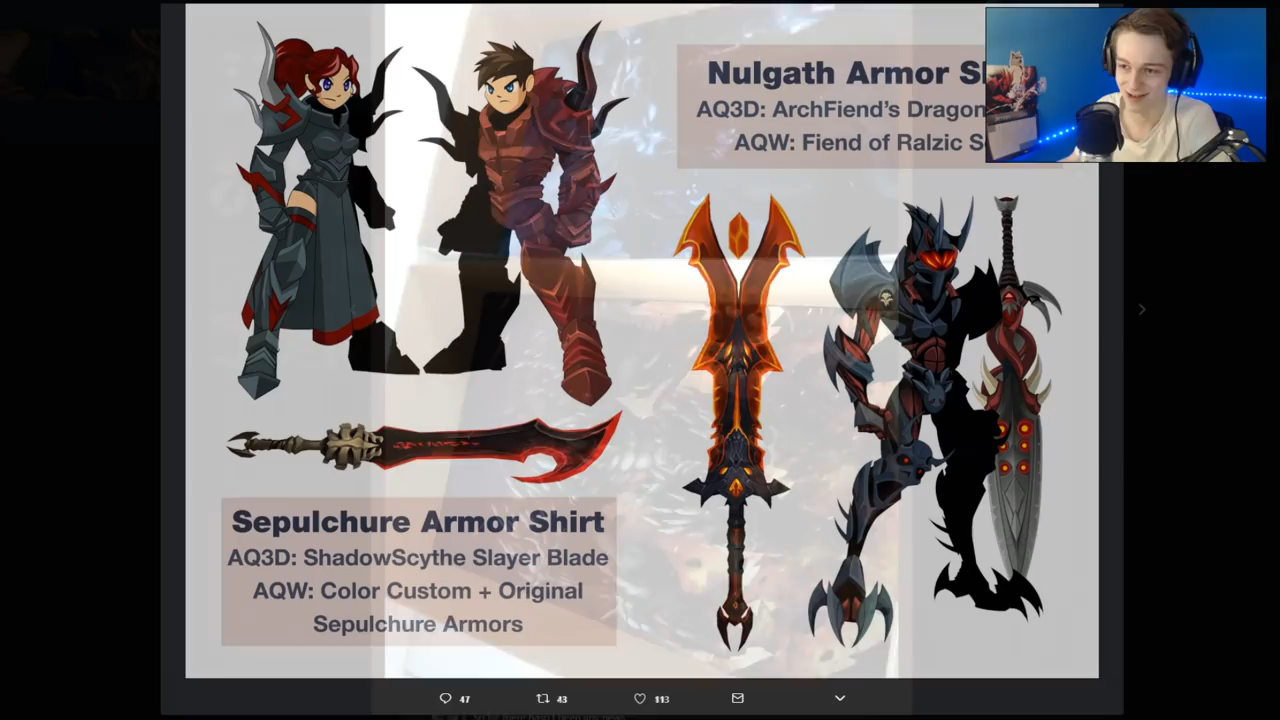 Nulgath Armor
AQ3D: ArchFiend's Dragon
AQW: Fiend of Ralzic
Sepulchure Armor Shirt
AQ3D: ShadowScythe Slayer Blade
AQW: Color Custom + Original
Sepulchure Armors
47 43 113